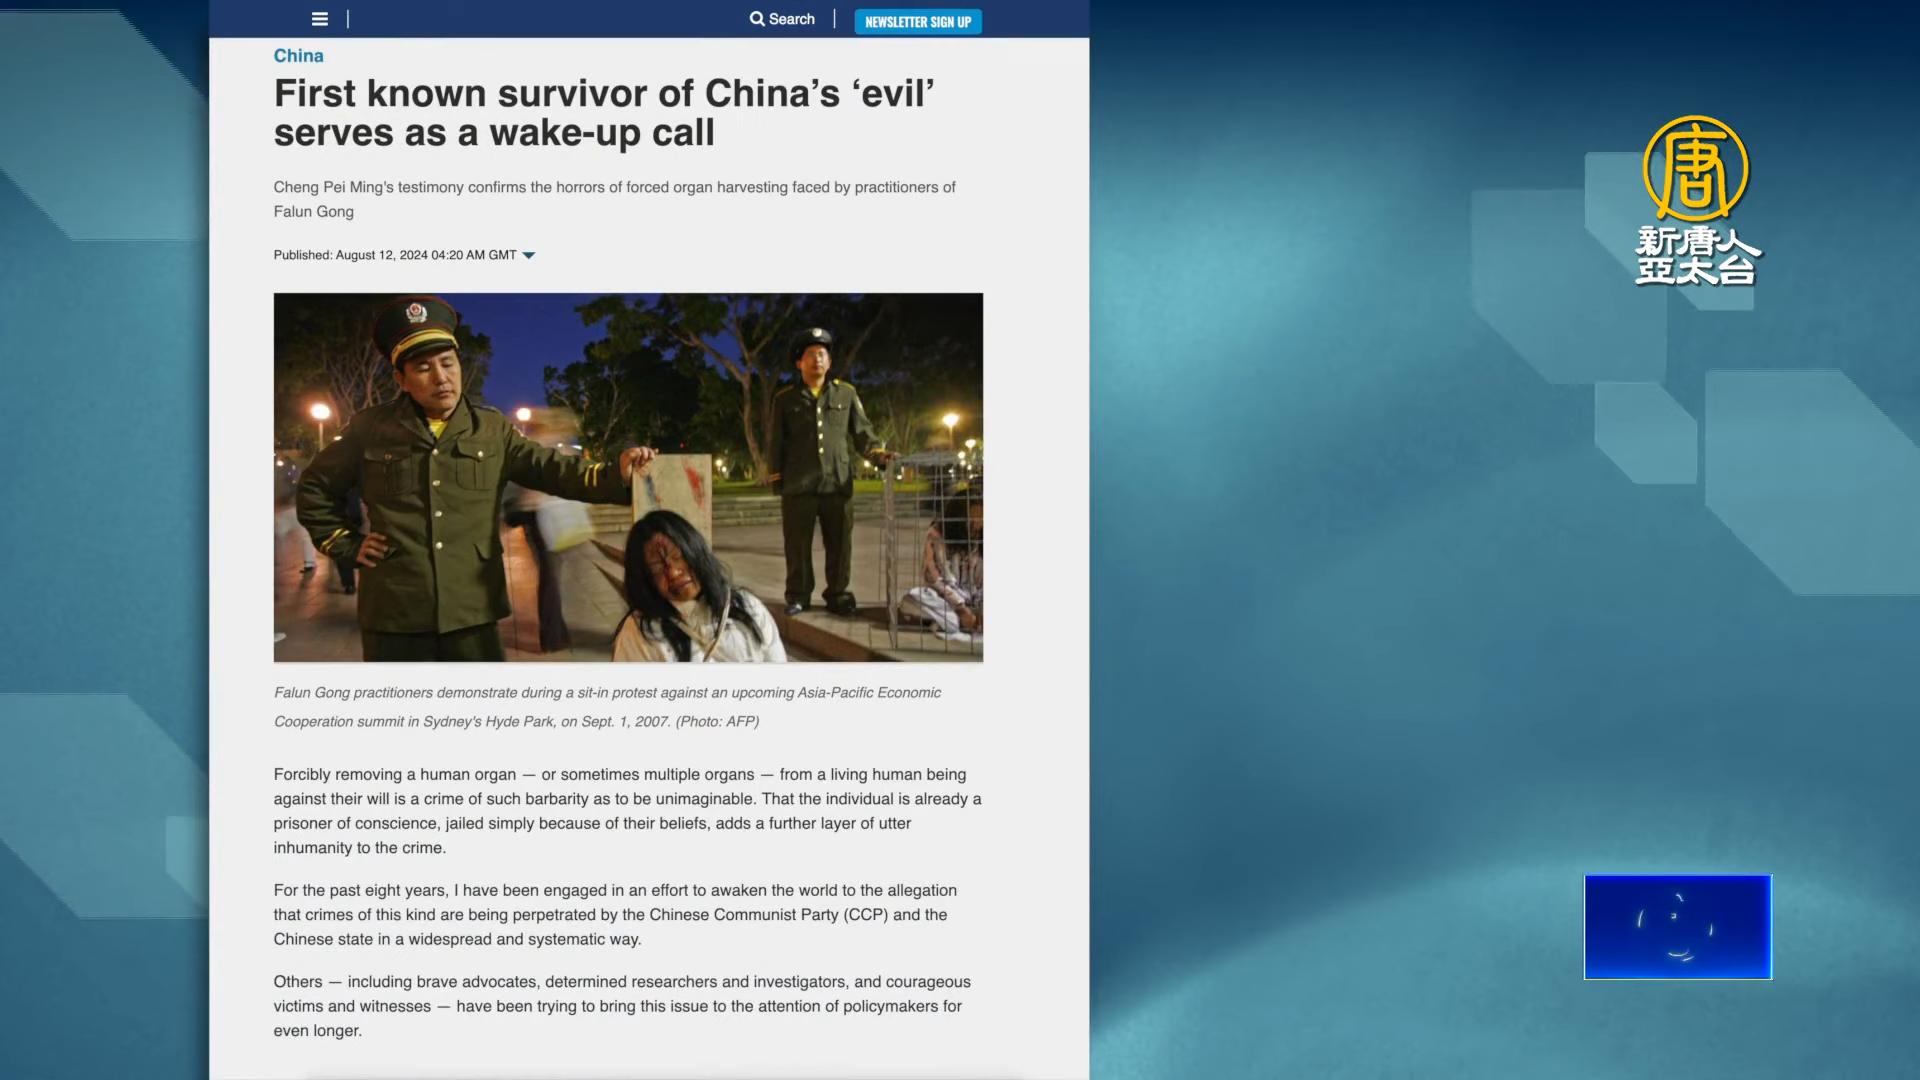 Search
NEWSLETTER SIGN UP
China
First known survivor of China’s ‘evil’
serves as a wake-up call
Cheng Pei Ming's testimony confirms the horrors of forced organ harvesting faced by practitioners of
Falun Gong
Published: August 12, 2024 04:20 AM GMT
Falun Gong practitioners demonstrate during a sit-in protest against an upcoming Asia-Pacific Economic
Cooperation summit in Sydney's Hyde Park, on Sept. 1, 2007. (Photo: AFP)
Forcibly removing a human organ — or sometimes multiple organs — from a living human being
against their will is a crime of such barbarity as to be unimaginable. That the individual is already a
prisoner of conscience, jailed simply because of their beliefs, adds a further layer of utter
inhumanity to the crime.
For the past eight years, I have been engaged in an effort to awaken the world to the allegation
that crimes of this kind are being perpetrated by the Chinese Communist Party (CCP) and the
Chinese state in a widespread and systematic way.
Others — including brave advocates, determined researchers and investigators, and courageous
victims and witnesses — have been trying to bring this issue to the attention of policymakers for
even longer.
唐
新唐人
亞太台